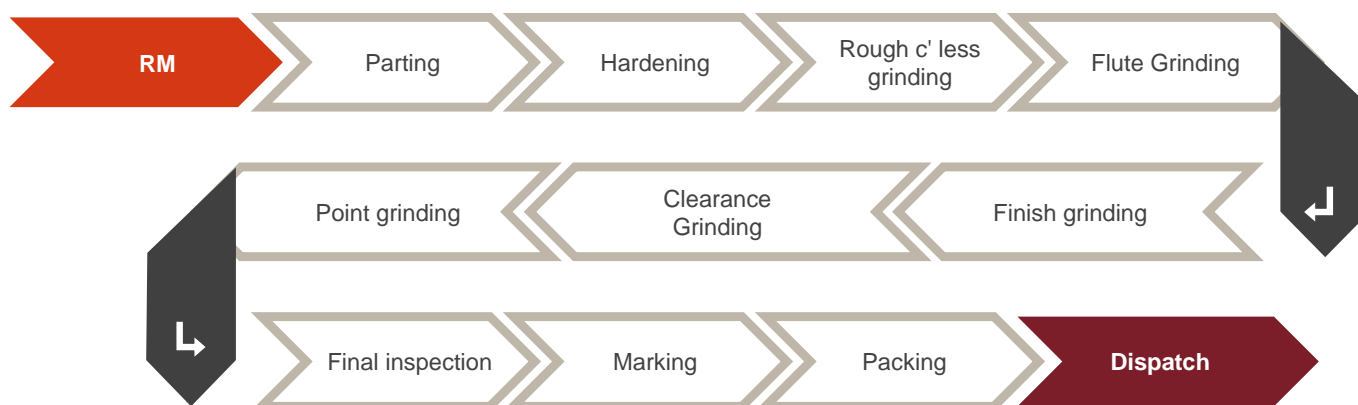 RM
Parting
Hardening
Rough c' less
grinding
Flute Grinding
Finish grinding
Clearance
Grinding
Point grinding
Final inspection
Marking
Packing
Dispatch